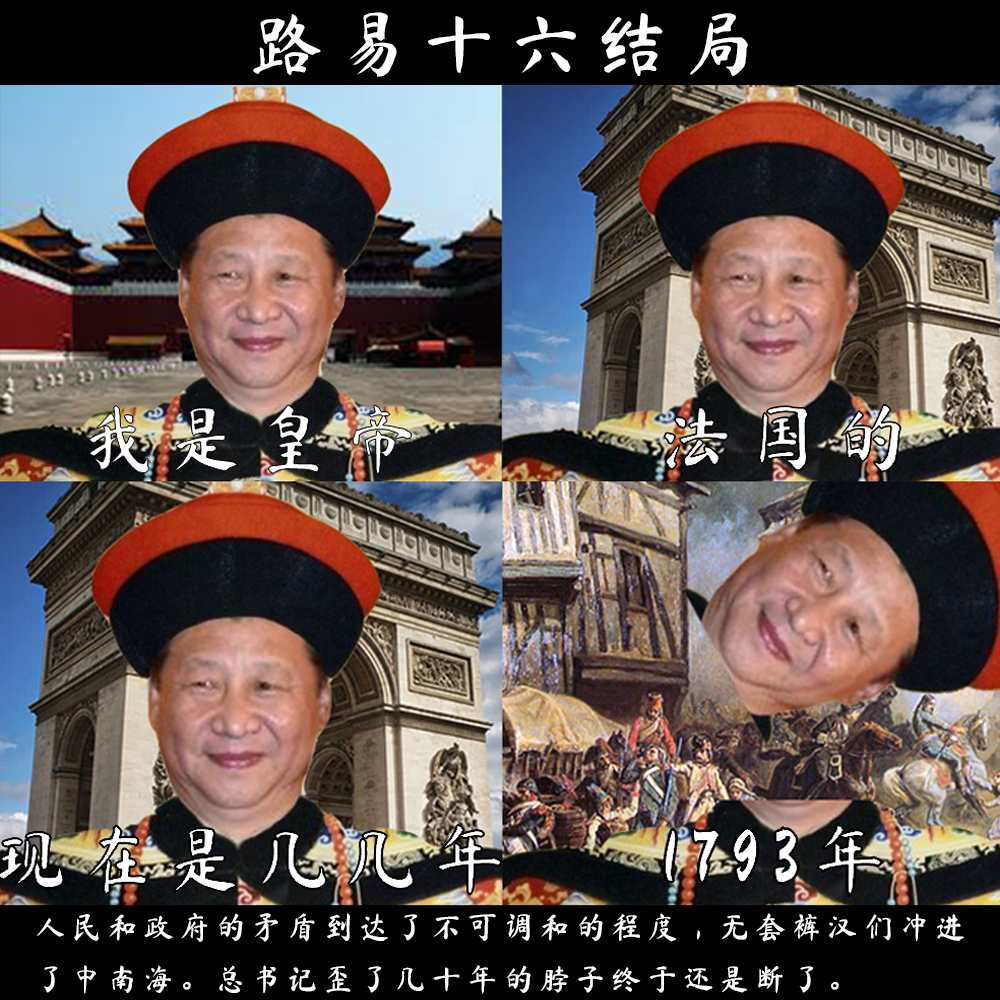 路易十六结局
我是皇帝
法国的
现在是几几年
1793年
人民和政府的矛盾到达了不可调和的程度，无套裤汉们冲进
了中南海。总书记歪了几十年的脖子终于还是断了。